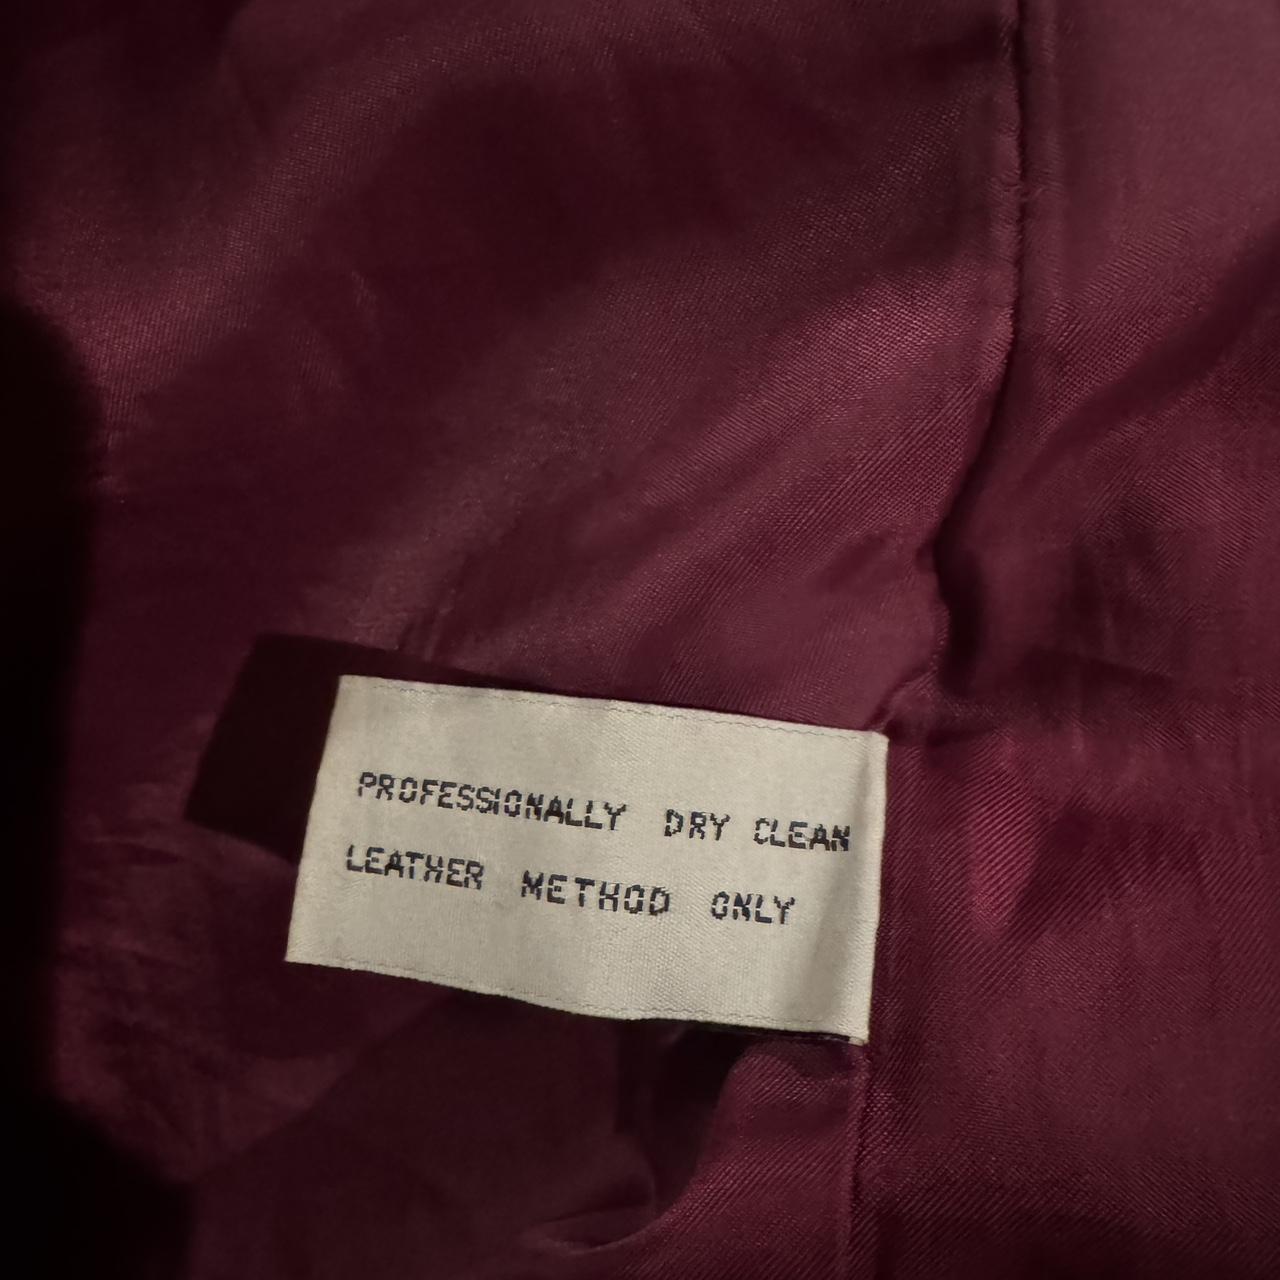 PROFESSIONALLY DRY CLEAN
LEATHER METHOD ONLY